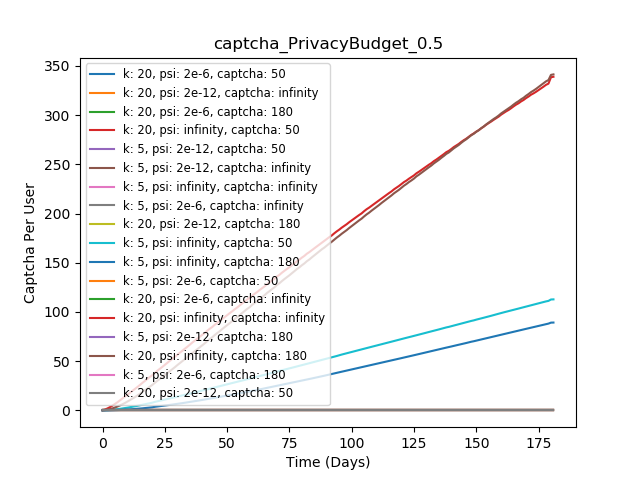 captcha_PrivacyBudget_0.5
350
300
250
200
150
100
50
0
Captcha Per User
k: 20, psi: 2e-6, captcha: 50
k: 20, psi: 2e-12, captcha: infinity
k: 20, psi: 2e-6, captcha: 180
k: 20, psi: infinity, captcha: 50
k: 5, psi: 2e-12, captcha: 50
k: 5, psi: 2e-12, captcha: infinity
k: 5, psi: infinity, captcha: infinity
k: 5, psi: 2e-6, captcha: infinity
k: 20, psi: 2e-12, captcha: 180
k: 5, psi: infinity, captcha: 50
k: 5, psi: infinity, captcha: 180
k: 5, psi: 2e-6, captcha: 50
k: 20, psi: 2e-6, captcha: infinity
k: 20, psi: infinity, captcha: infinity
k: 5, psi: 2e-12, captcha: 180
k: 20, psi: infinity, captcha: 180
k: 5, psi: 2e-6, captcha: 180
k: 20, psi: 2e-12, captcha: 50
0 25 50 75 100 125 150 175
Time (Days)